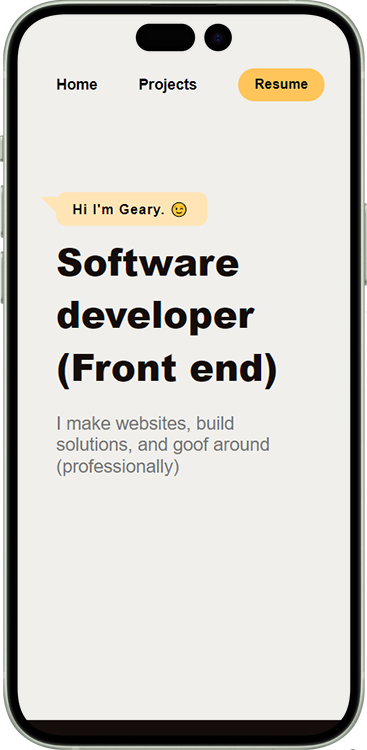 Home Projects Resume
Hi I'm Geary. 😉
Software
developer
(Front end)
I make websites, build
solutions, and goof around
(professionally)